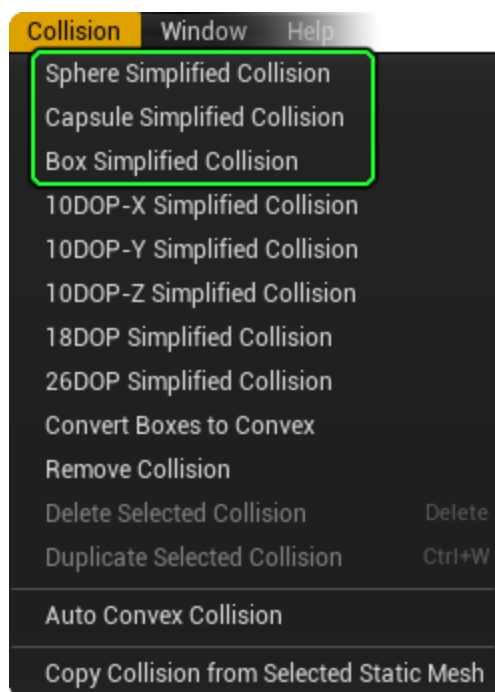 Collision Window Help
Sphere Simplified Collision
Capsule Simplified Collision
Box Simplified Collision
10DOP-X Simplified Collision
10DOP-Y Simplified Collision
10DOP-Z Simplified Collision
18DOP Simplified Collision
26DOP Simplified Collision
Convert Boxes to Convex
Remove Collision
Delete Selected Collision Delete
Duplicate Selected Collision Ctrl+W
Auto Convex Collision
Copy Collision from Selected Static Mesh